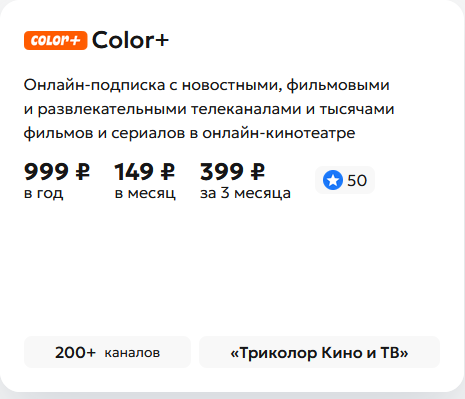 COLOR+ Color+
Онлайн-подписка с новостными, фильмовыми
и развлекательными телеканалами и тысячами
фильмов и сериалов в онлайн-кинотеатре
999 ₽ 149 ₽ 399 ₽
в год в месяц за 3 месяца
50
200+ каналов «Триколор Кино и ТВ»